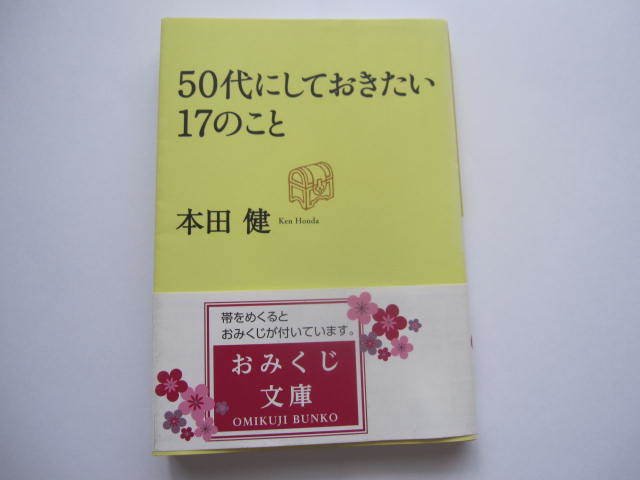 50代にしておきたい
17のこと
本田 健
Ken Honda
帯をめくると
おみくじが付いています。
おみくじ
文庫
OMIKUJI BUNKO